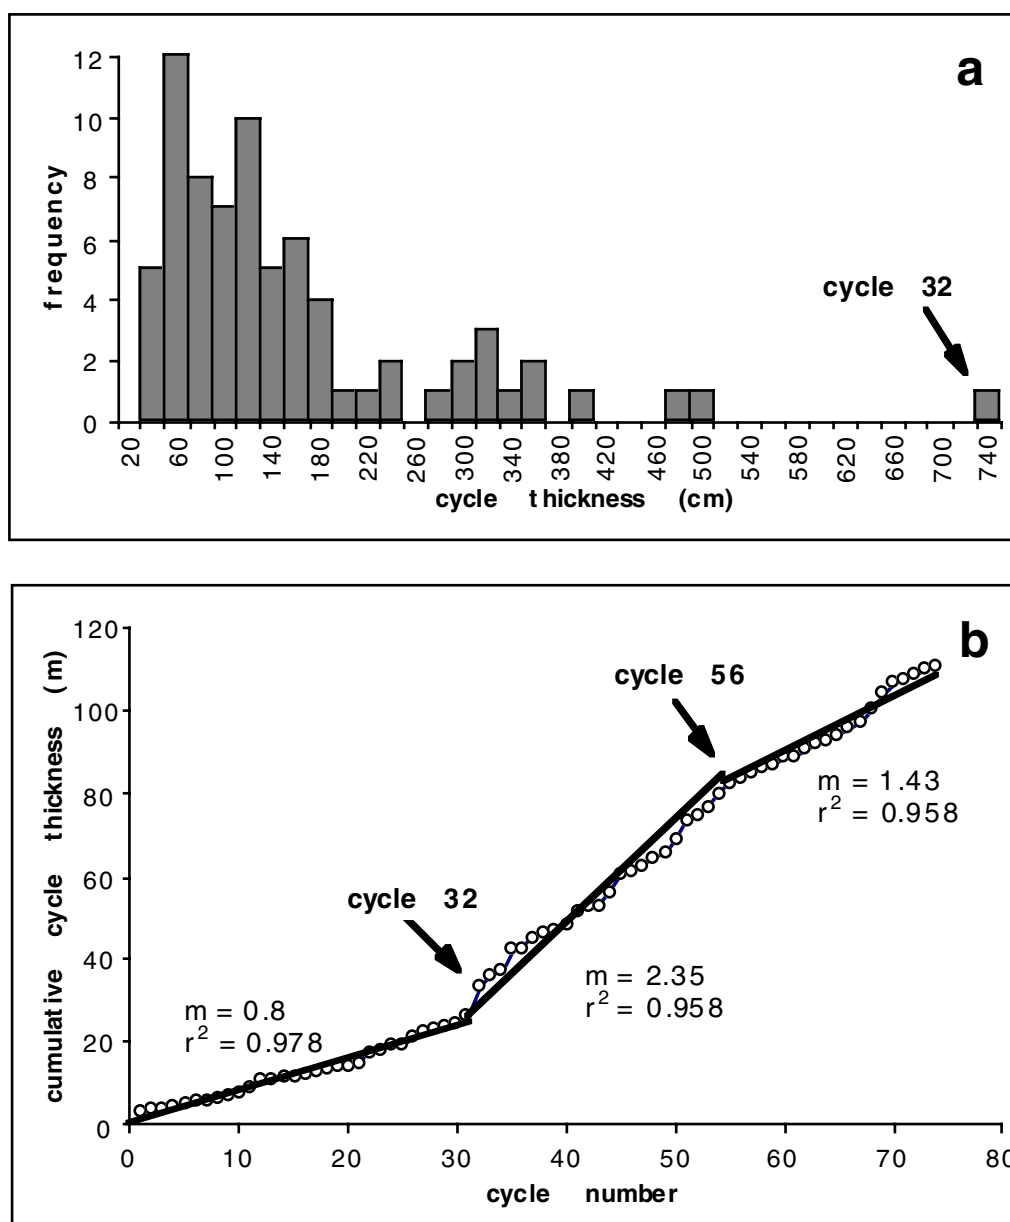 a
12
10
8
6
4
2
0
frequency
cycle 32
20 60 100 140 180 220 260 300 340 380 420 460 500 540 580 620 660 700 740
cycle thickness (cm)
b
120
100
80
60
40
20
0
cumulative cycle thickness (m)
cycle 56
m = 1.43
r² = 0.958
cycle 32
m = 2.35
r² = 0.958
m = 0.8
r² = 0.978
0 10 20 30 40 50 60 70 80
cycle number